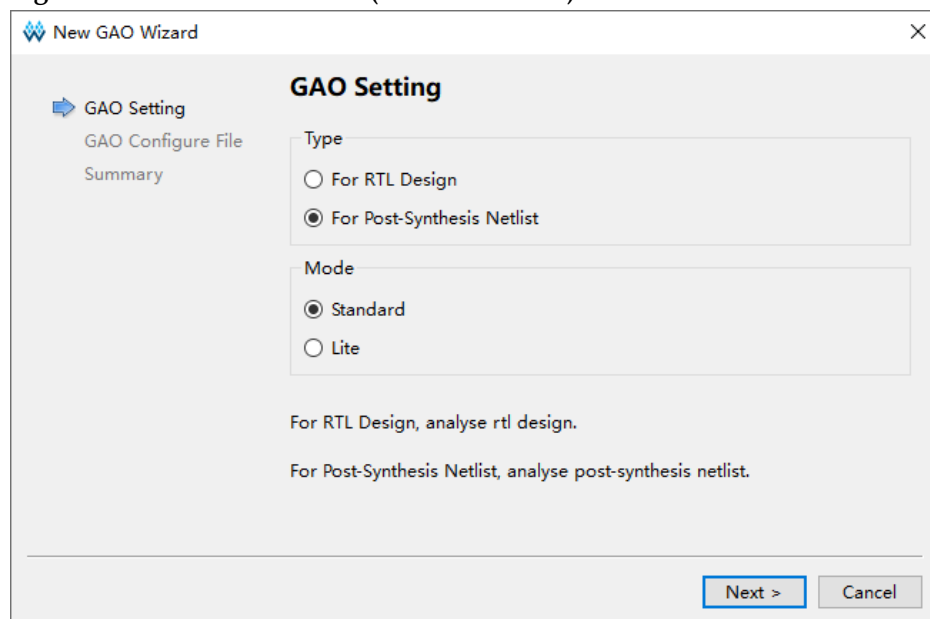 New GAO Wizard
GAO Setting
GAO Configure File
Summary
GAO Setting
Type
For RTL Design
For Post-Synthesis Netlist
Mode
Standard
Lite
For RTL Design, analyse rtl design.
For Post-Synthesis Netlist, analyse post-synthesis netlist.
Next >
Cancel